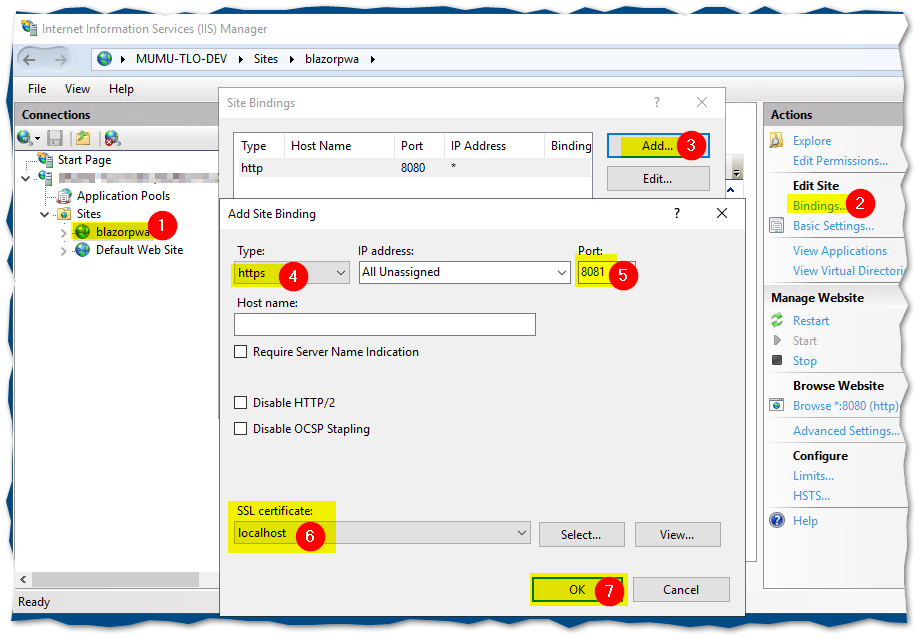 Internet Information Services (IIS) Manager
MUMU-TLO-DEV Sites blazorpwa
File View Help
Connections
Start Page
Application Pools
Sites
blazorpwa 1
Default Web Site
Ready
Site Bindings ?
Type Host Name Port IP Address Binding
http 8080 *
Add... 3
Edit...
Add Site Binding ?
Type: IP address: Port:
https 4 All Unassigned 8081 5
Host name:
Require Server Name Indication
Disable HTTP/2
Disable OCSP Stapling
SSL certificate:
localhost 6 Select... View...
OK 7 Cancel
Actions
Explore
Edit Permissions...
Edit Site
Bindings... 2
Basic Settings...
View Applications
View Virtual Directori
Manage Website
Restart
Start
Stop
Browse Website
Browse *:8080 (http)
Advanced Settings...
Configure
Limits...
HSTS...
Help